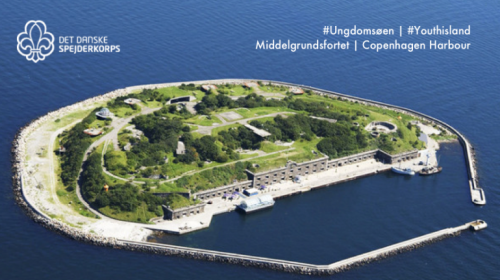 DET DANSKE
SPEJDERKORPS
#Ungdomsøen | #Youthisland
Middelgrundsfortet | Copenhagen Harbour